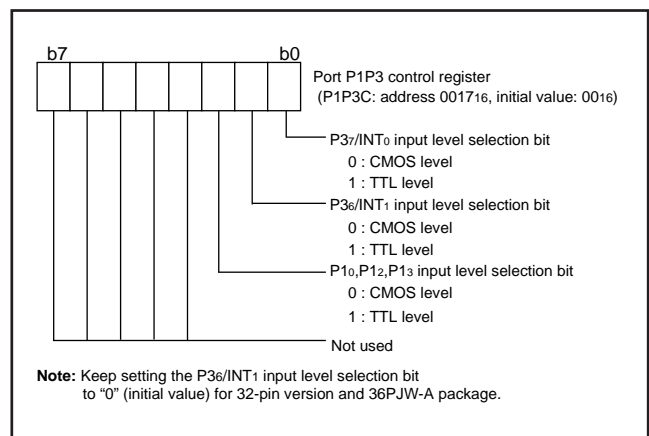 b7 b0
Port P1P3 control register
(P1P3C: address 0017₁₆, initial value: 00₁₆)
P3₇/INT₀ input level selection bit
0 : CMOS level
1 : TTL level
P3₆/INT₁ input level selection bit
0 : CMOS level
1 : TTL level
P1₀,P1₂,P1₃ input level selection bit
0 : CMOS level
1 : TTL level
Not used
Note: Keep setting the P3₆/INT₁ input level selection bit
to “0” (initial value) for 32-pin version and 36PJW-A package.